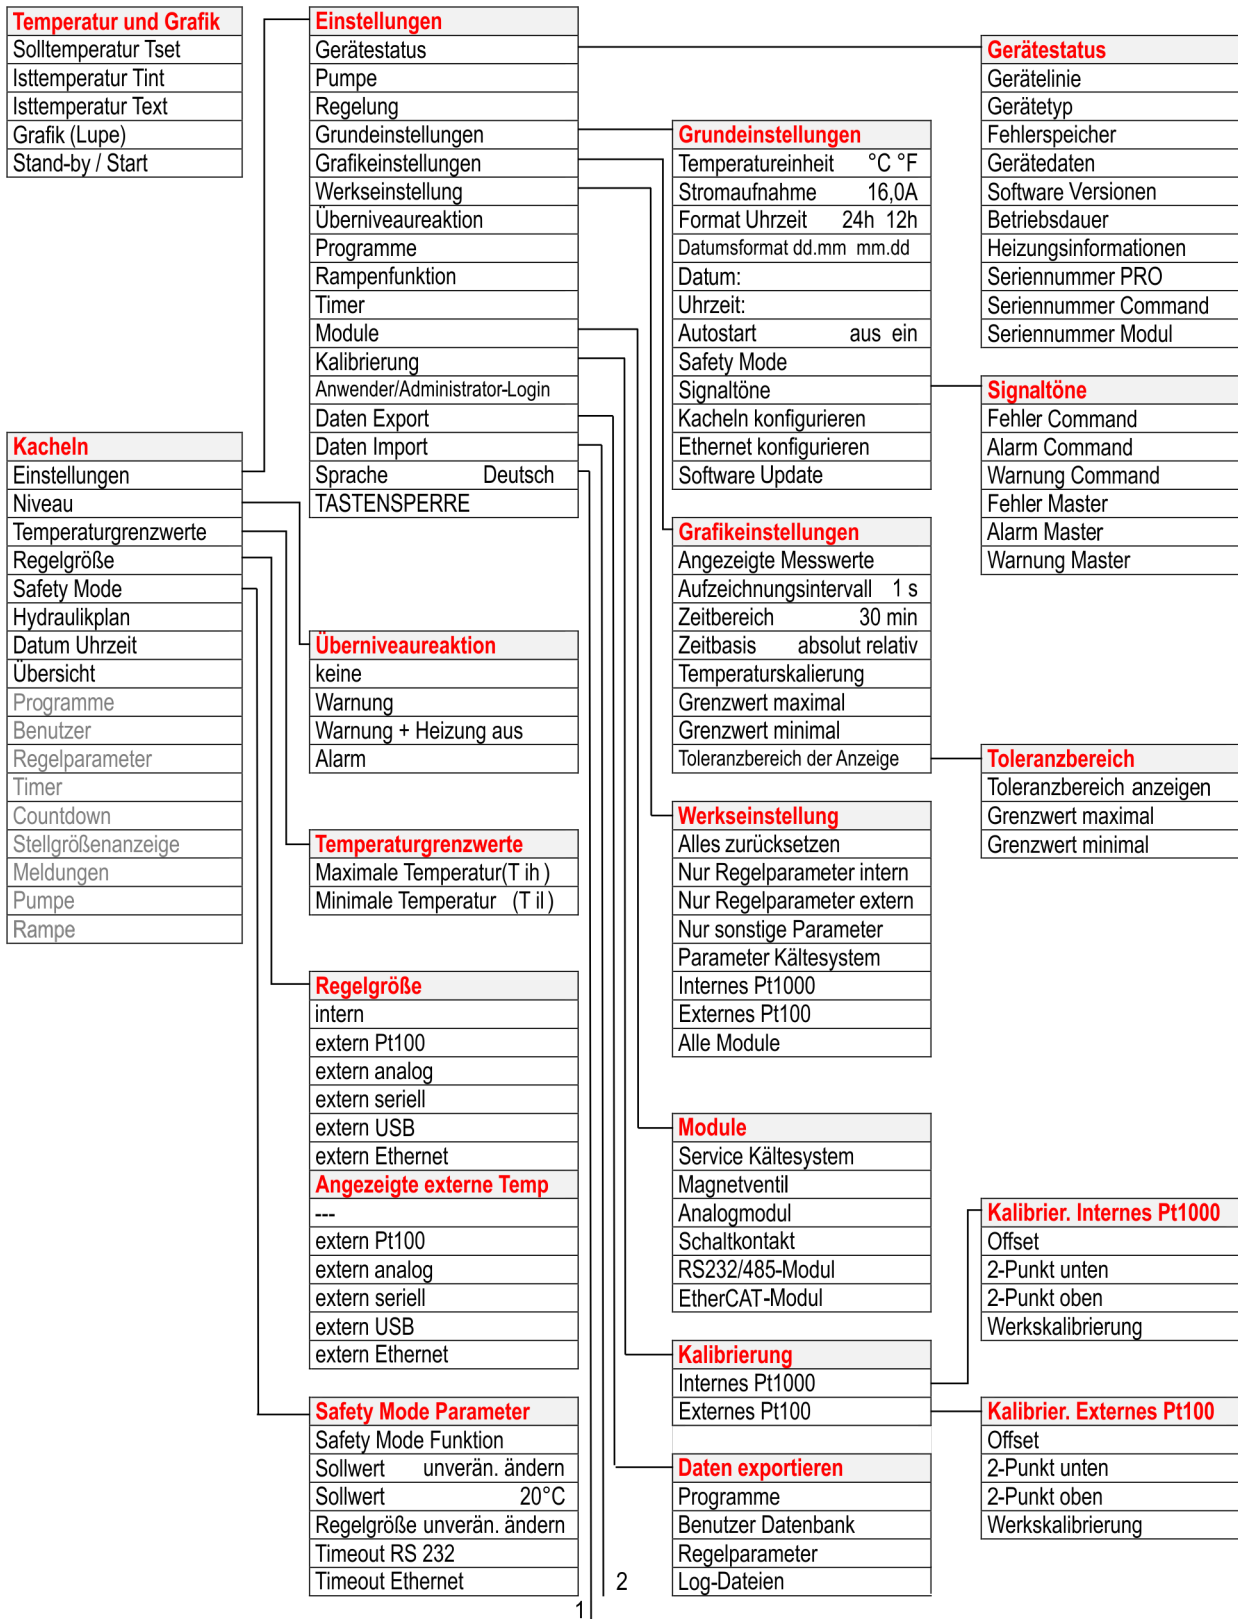 Temperatur und Grafik
Solltemperatur Tset
Isttemperatur Tint
Isttemperatur Text
Grafik (Lupe)
Stand-by / Start
Kacheln
Einstellungen
Niveau
Temperaturgrenzwerte
Regelgröße
Safety Mode
Hydraulikplan
Datum Uhrzeit
Übersicht
Programme
Benutzer
Regelparameter
Timer
Countdown
Stellgrößenanzeige
Meldungen
Pumpe
Rampe
Einstellungen
Gerätestatus
Pumpe
Regelung
Grundeinstellungen
Grafikeinstellungen
Werkseinstellung
Überniveaureaktion
Programme
Rampenfunktion
Timer
Module
Kalibrierung
Anwender/Administrator-Login
Daten Export
Daten Import
Sprache Deutsch
TASTENSPERRE
Überniveaureaktion
keine
Warnung
Warnung + Heizung aus
Alarm
Temperaturgrenzwerte
Maximale Temperatur(T ih )
Minimale Temperatur (T il )
Regelgröße
intern
extern Pt100
extern analog
extern seriell
extern USB
extern Ethernet
Angezeigte externe Temp
---
extern Pt100
extern analog
extern seriell
extern USB
extern Ethernet
Safety Mode Parameter
Safety Mode Funktion
Sollwert unverän. ändern
Sollwert 20°C
Regelgröße unverän. ändern
Timeout RS 232
Timeout Ethernet
1
2
Grundeinstellungen
Temperatureinheit °C °F
Stromaufnahme 16,0A
Format Uhrzeit 24h 12h
Datumsformat dd.mm mm.dd
Datum:
Uhrzeit:
Autostart aus ein
Safety Mode
Signaltöne
Kacheln konfigurieren
Ethernet konfigurieren
Software Update
Grafikeinstellungen
Angezeigte Messwerte
Aufzeichnungsintervall 1 s
Zeitbereich 30 min
Zeitbasis absolut relativ
Temperaturskalierung
Grenzwert maximal
Grenzwert minimal
Toleranzbereich der Anzeige
Werkseinstellung
Alles zurücksetzen
Nur Regelparameter intern
Nur Regelparameter extern
Nur sonstige Parameter
Parameter Kältesystem
Internes Pt1000
Externes Pt100
Alle Module
Module
Service Kältesystem
Magnetventil
Analogmodul
Schaltkontakt
RS232/485-Modul
EtherCAT-Modul
Kalibrierung
Internes Pt1000
Externes Pt100
Daten exportieren
Programme
Benutzer Datenbank
Regelparameter
Log-Dateien
Gerätestatus
Gerätelinie
Gerätetyp
Fehlerspeicher
Gerätedaten
Software Versionen
Betriebsdauer
Heizungsinformationen
Seriennummer PRO
Seriennummer Command
Seriennummer Modul
Signaltöne
Fehler Command
Alarm Command
Warnung Command
Fehler Master
Alarm Master
Warnung Master
Toleranzbereich
Toleranzbereich anzeigen
Grenzwert maximal
Grenzwert minimal
Kalibrier. Internes Pt1000
Offset
2-Punkt unten
2-Punkt oben
Werkskalibrierung
Kalibrier. Externes Pt100
Offset
2-Punkt unten
2-Punkt oben
Werkskalibrierung